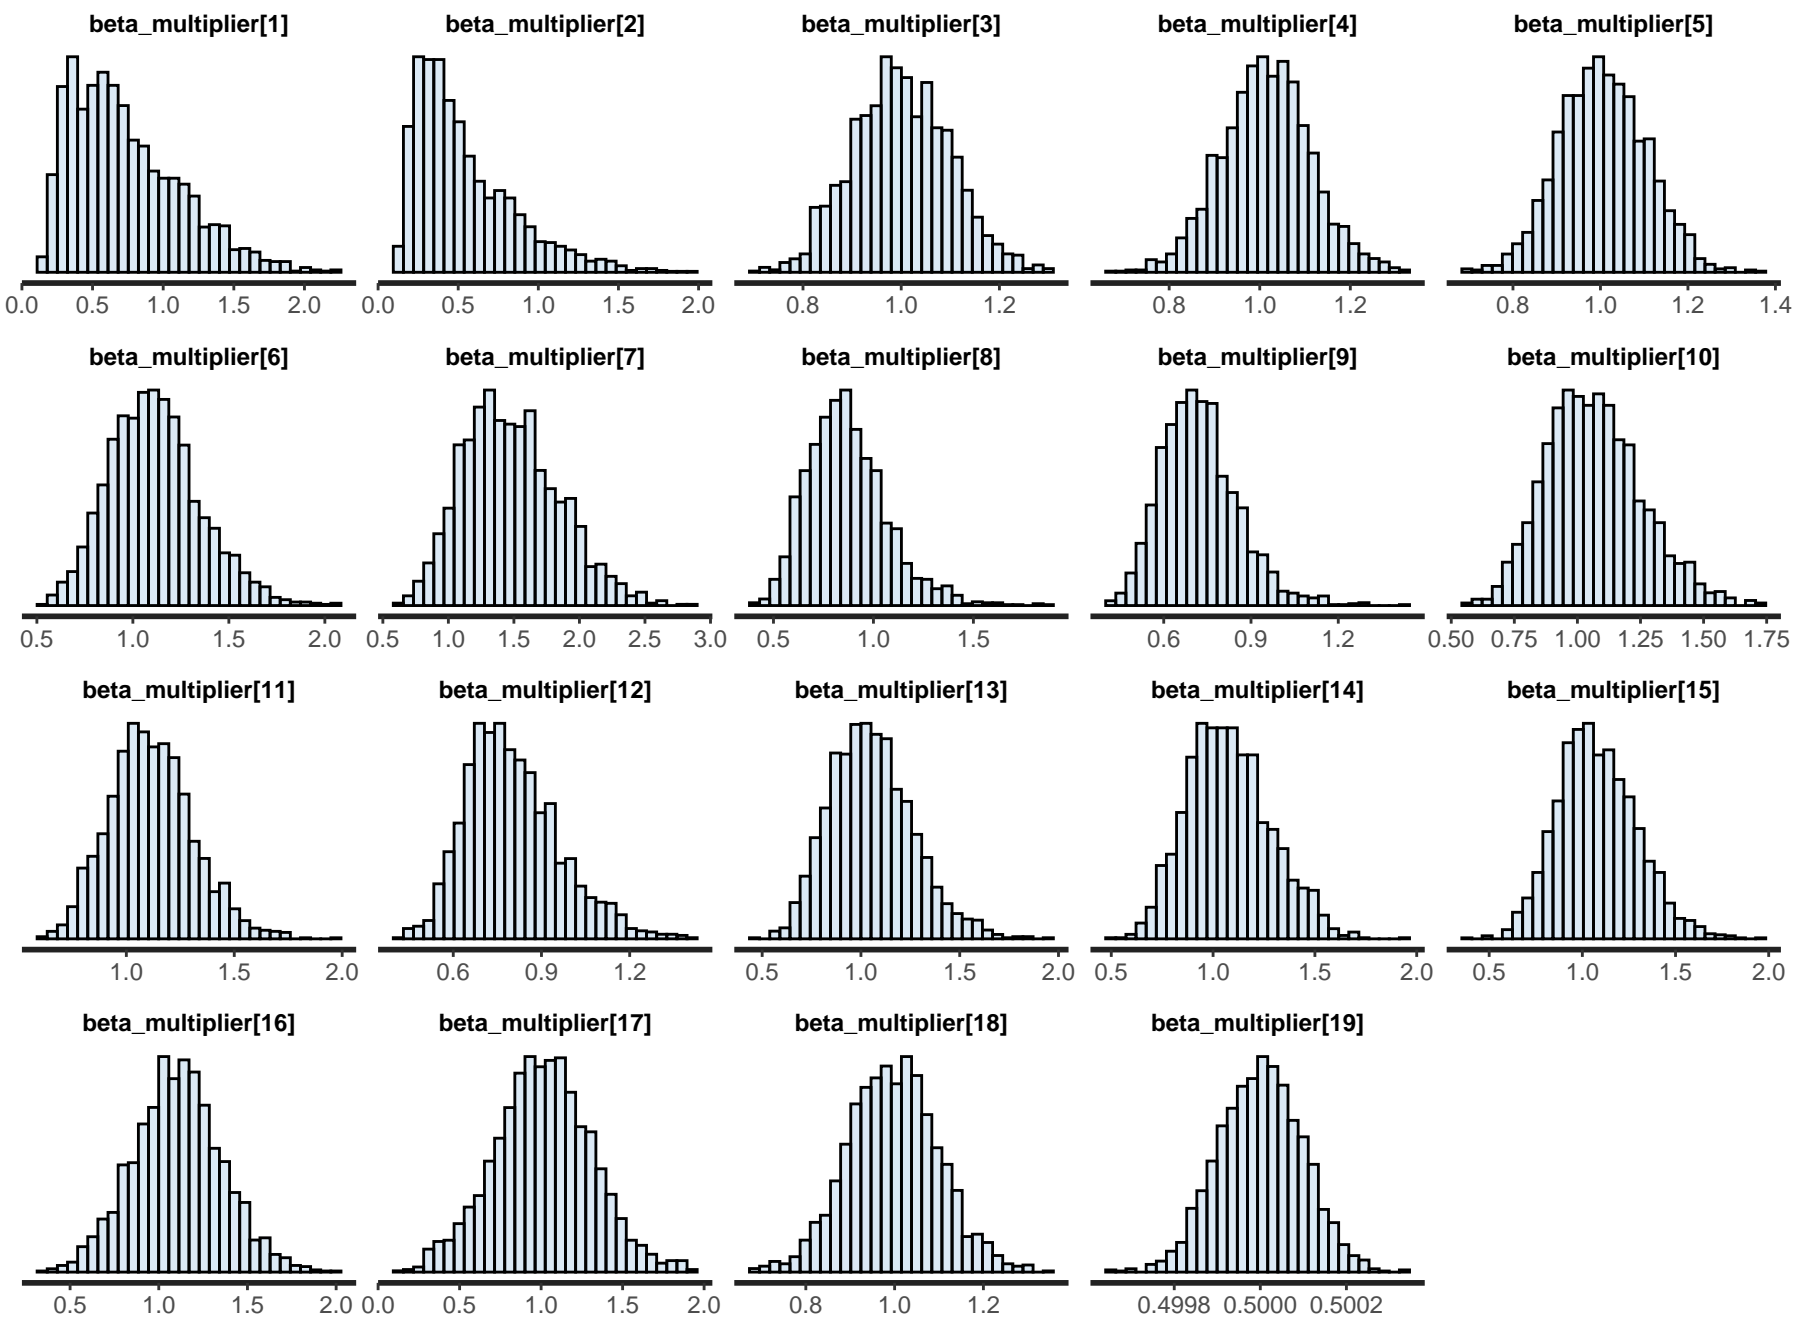 beta_multiplier[1] beta_multiplier[2] beta_multiplier[3] beta_multiplier[4] beta_multiplier[5]
0.0 0.5 1.0 1.5 2.0 0.0 0.5 1.0 1.5 2.0 0.8 1.0 1.2 0.8 1.0 1.2 0.8 1.0 1.2 1.4
beta_multiplier[6] beta_multiplier[7] beta_multiplier[8] beta_multiplier[9] beta_multiplier[10]
0.5 1.0 1.5 2.0 0.5 1.0 1.5 2.0 2.5 3.0 0.5 1.0 1.5 0.6 0.9 1.2 0.50 0.75 1.00 1.25 1.50 1.75
beta_multiplier[11] beta_multiplier[12] beta_multiplier[13] beta_multiplier[14] beta_multiplier[15]
1.0 1.5 2.0 0.6 0.9 1.2 0.5 1.0 1.5 2.0 0.5 1.0 1.5 2.0 0.5 1.0 1.5 2.0
beta_multiplier[16] beta_multiplier[17] beta_multiplier[18] beta_multiplier[19]
0.5 1.0 1.5 2.0 0.0 0.5 1.0 1.5 2.0 0.8 1.0 1.2 0.4998 0.5000 0.5002